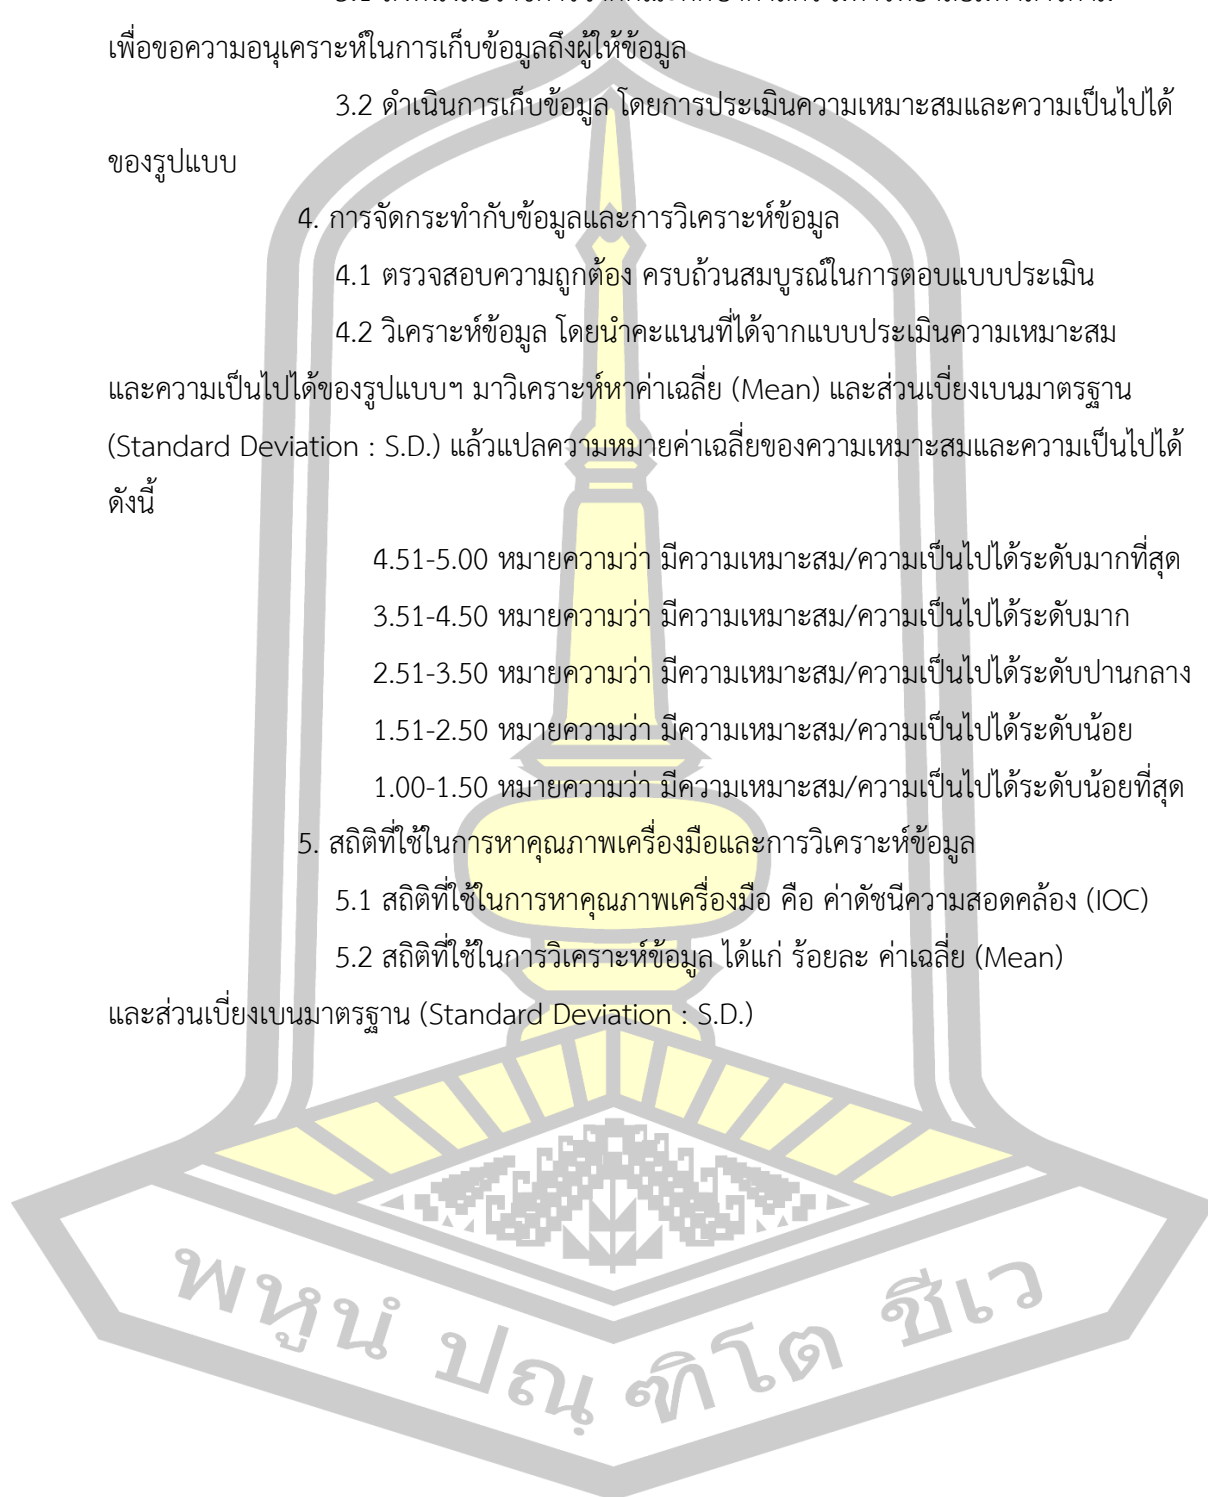 เพื่อขอความอนุเคราะห์ในการเก็บข้อมูลถึงผู้ให้ข้อมูล
3.2 ดำเนินการเก็บข้อมูล โดยการประเมินความเหมาะสมและความเป็นไปได้
ของรูปแบบ
4. การจัดกระทำกับข้อมูลและการวิเคราะห์ข้อมูล
4.1 ตรวจสอบความถูกต้อง ครบถ้วนสมบูรณ์ในการตอบแบบประเมิน
4.2 วิเคราะห์ข้อมูล โดยนำคะแนนที่ได้จากแบบประเมินความเหมาะสม
และความเป็นไปได้ของรูปแบบฯ มาวิเคราะห์หาค่าเฉลี่ย (Mean) และส่วนเบี่ยงเบนมาตรฐาน
(Standard Deviation : S.D.) แล้วแปลความหมายค่าเฉลี่ยของความเหมาะสมและความเป็นไปได้
ดังนี้
4.51-5.00 หมายความว่า มีความเหมาะสม/ความเป็นไปได้ระดับมากที่สุด
3.51-4.50 หมายความว่า มีความเหมาะสม/ความเป็นไปได้ระดับมาก
2.51-3.50 หมายความว่า มีความเหมาะสม/ความเป็นไปได้ระดับปานกลาง
1.51-2.50 หมายความว่า มีความเหมาะสม/ความเป็นไปได้ระดับน้อย
1.00-1.50 หมายความว่า มีความเหมาะสม/ความเป็นไปได้ระดับน้อยที่สุด
5. สถิติที่ใช้ในการหาคุณภาพเครื่องมือและการวิเคราะห์ข้อมูล
5.1 สถิติที่ใช้ในการหาคุณภาพเครื่องมือ คือ ค่าดัชนีความสอดคล้อง (IOC)
5.2 สถิติที่ใช้ในการวิเคราะห์ข้อมูล ได้แก่ ร้อยละ ค่าเฉลี่ย (Mean)
และส่วนเบี่ยงเบนมาตรฐาน (Standard Deviation : S.D.)
พหูนํ ปณฺฑิโต ชีเว